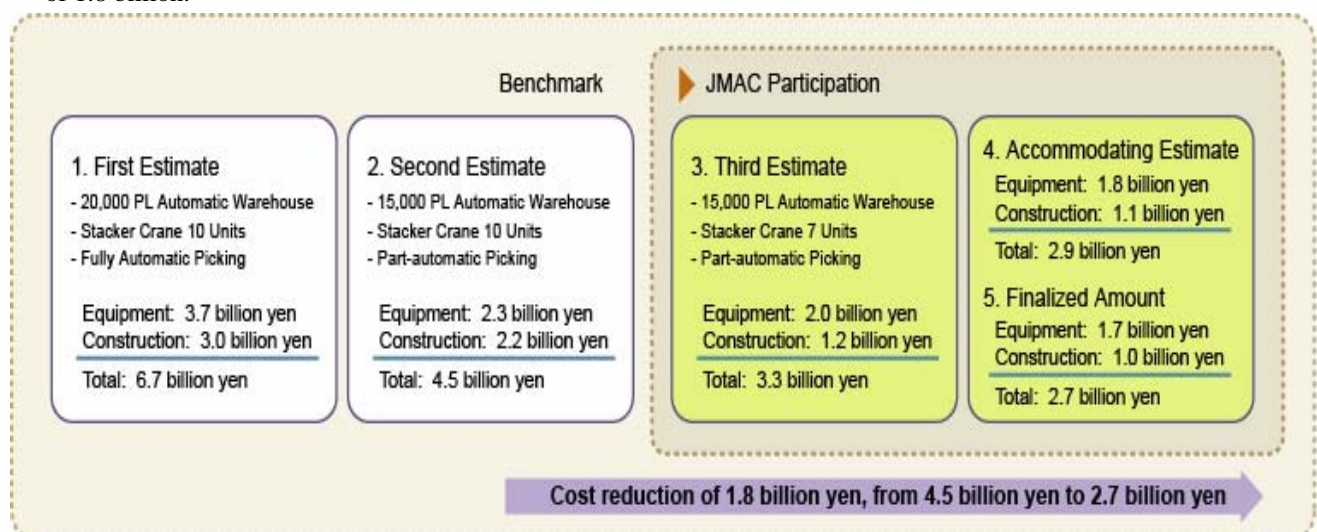 of 1.8 billion.
Benchmark
JMAC Participation
1. First Estimate
- 20,000 PL Automatic Warehouse
- Stacker Crane 10 Units
- Fully Automatic Picking
Equipment: 3.7 billion yen
Construction: 3.0 billion yen
Total: 6.7 billion yen
2. Second Estimate
- 15,000 PL Automatic Warehouse
- Stacker Crane 10 Units
- Part-automatic Picking
Equipment: 2.3 billion yen
Construction: 2.2 billion yen
Total: 4.5 billion yen
3. Third Estimate
- 15,000 PL Automatic Warehouse
- Stacker Crane 7 Units
- Part-automatic Picking
Equipment: 2.0 billion yen
Construction: 1.2 billion yen
Total: 3.3 billion yen
4. Accommodating Estimate
Equipment: 1.8 billion yen
Construction: 1.1 billion yen
Total: 2.9 billion yen
5. Finalized Amount
Equipment: 1.7 billion yen
Construction: 1.0 billion yen
Total: 2.7 billion yen
Cost reduction of 1.8 billion yen, from 4.5 billion yen to 2.7 billion yen